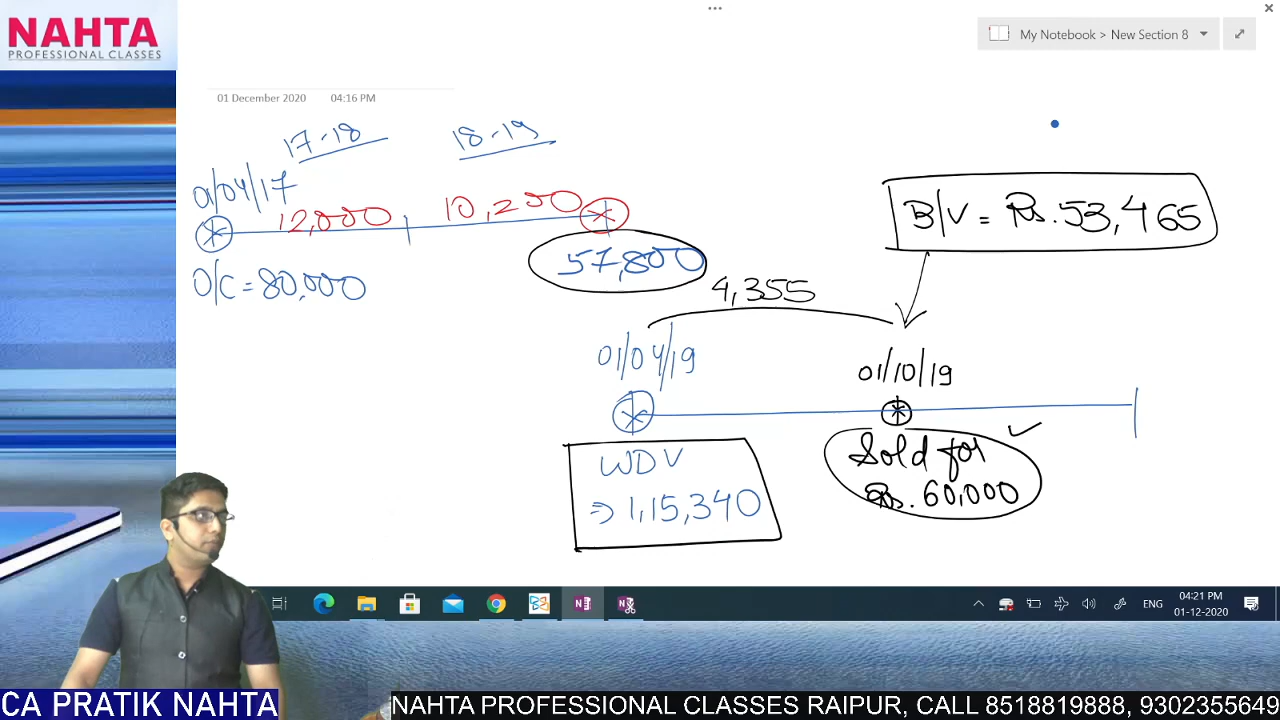 NAHTA
PROFESSIONAL CLASSES
My Notebook > New Section 8
01 December 2020 04:16 PM
17-18 18-19
01/04/17
12,000 10,200
O/C = 80,000
57,800
B/V = Rs. 53,465
4,355
01/04/19
01/10/19
WDV
⇒ 1,15,340
Sold for
Rs. 60,000
ENG
04:21 PM
01-12-2020
CA PRATIK NAHTA
NAHTA PROFESSIONAL CLASSES RAIPUR, CALL 8518819888, 9302355649